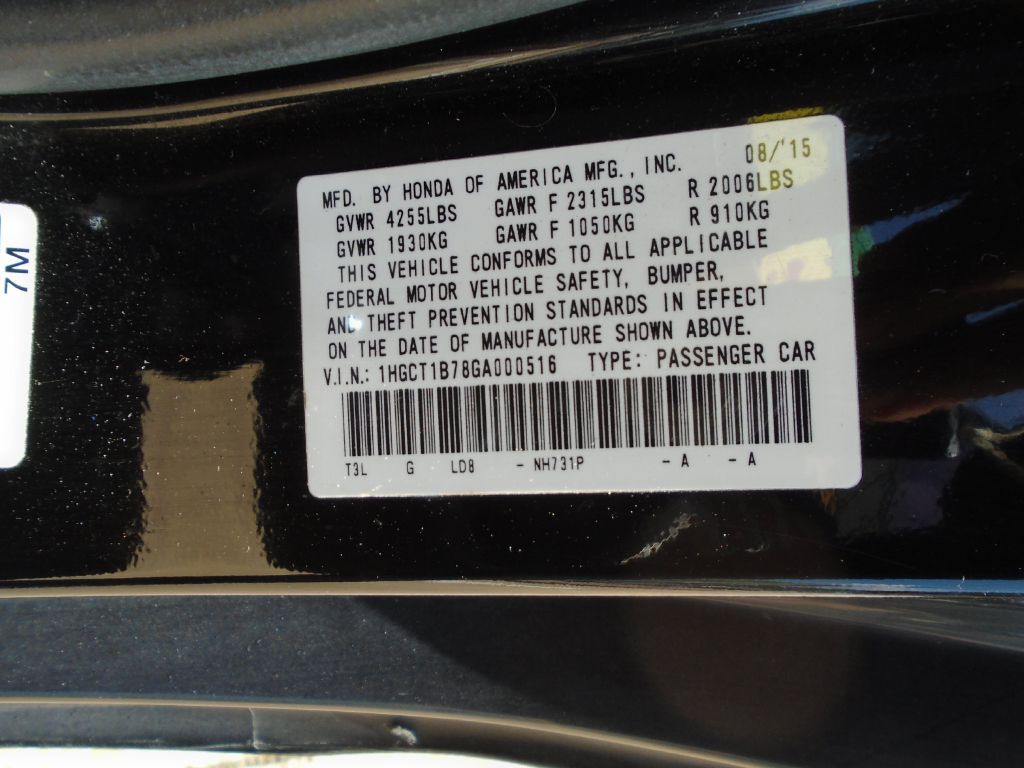 MFD. BY HONDA OF AMERICA MFG., INC. 08/'15
GVWR 4255LBS GAWR F 2315LBS R 2006LBS
GVWR 1930KG GAWR F 1050KG R 910KG
THIS VEHICLE CONFORMS TO ALL APPLICABLE
FEDERAL MOTOR VEHICLE SAFETY, BUMPER,
AND THEFT PREVENTION STANDARDS IN EFFECT
ON THE DATE OF MANUFACTURE SHOWN ABOVE.
V.I.N.: 1HGCT1B78GA000516 TYPE: PASSENGER CAR
T3L G LD8 - NH731P - A - A
7M